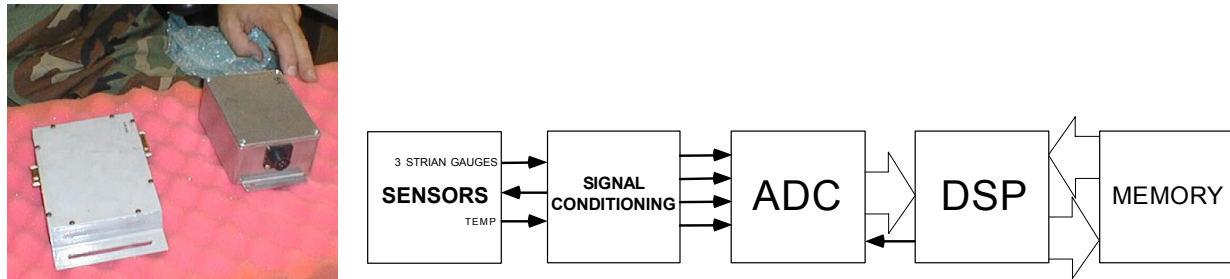 3 STRIAN GAUGES
SENSORS
TEMP
SIGNAL
CONDITIONING
ADC
DSP
MEMORY